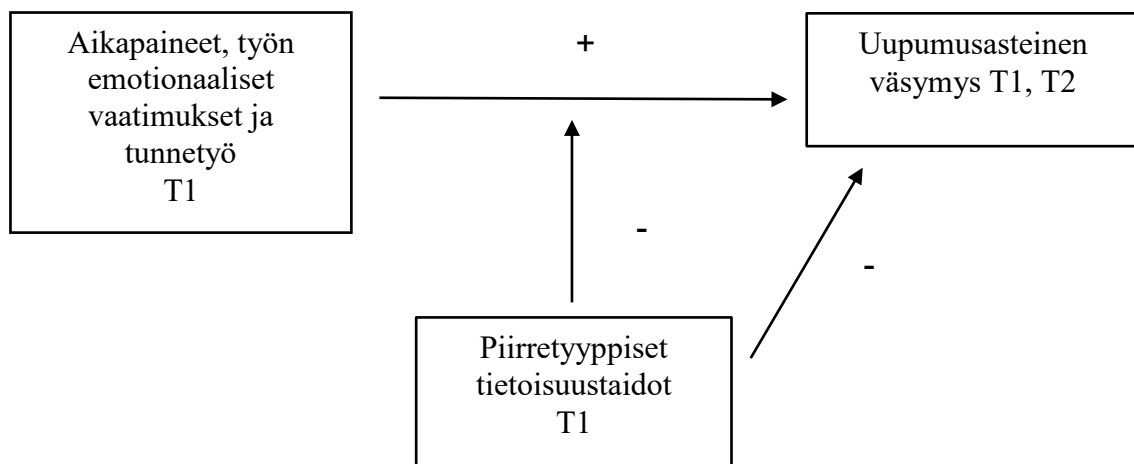 Aikapaineet, työn
emotionaaliset
vaatimukset ja
tunnetyö
T1
+
Uupumusasteinen
väsymys T1, T2
-
-
Piirretyyppiset
tietoisuustaidot
T1